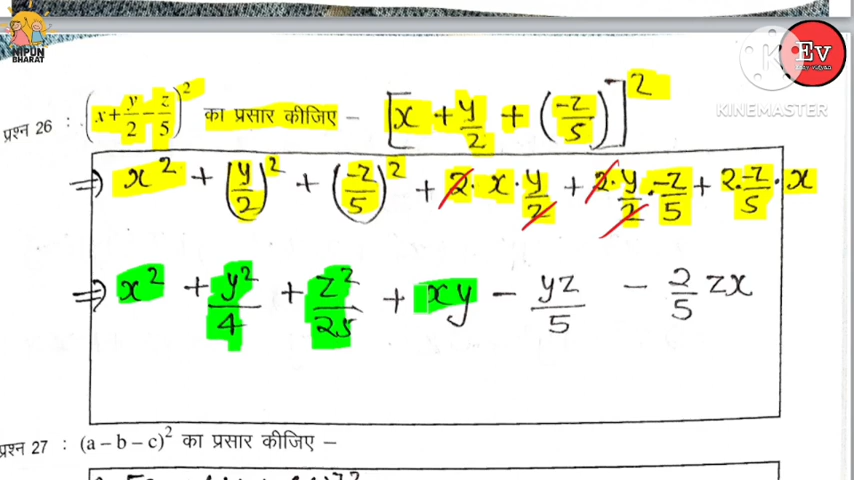 NIPUN
BHARAT
Ev
KINEMASTER
प्रश्न 26 : (x+y/2-z/5)² का प्रसार कीजिए – [x + y/2 + (-z/5)]²
⇒ x² + (y/2)² + (-z/5)² + 2·x·y/2 + 2·y/2·-z/5 + 2·-z/5·x
⇒ x² + y²/4 + z²/25 + xy - yz/5 - 2/5 zx
प्रश्न 27 : (a – b – c)² का प्रसार कीजिए –